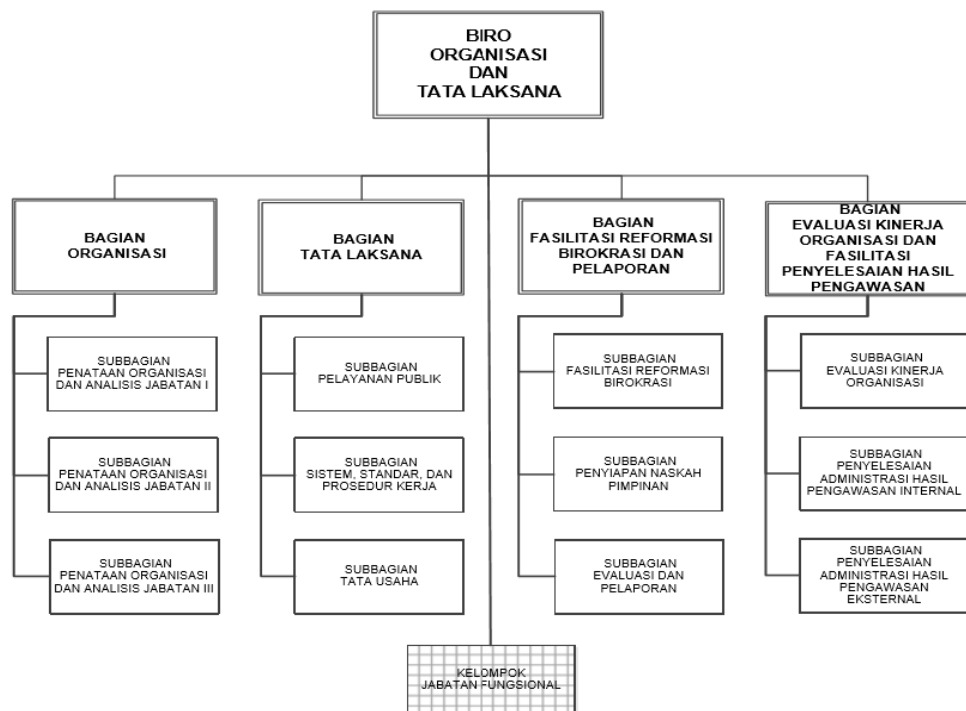 BIRO
ORGANISASI
DAN
TATA LAKSANA
BAGIAN
ORGANISASI
BAGIAN
TATA LAKSANA
BAGIAN
FASILITASI REFORMASI
BIROKRASI DAN
PELAPORAN
BAGIAN
EVALUASI KINERJA
ORGANISASI DAN
FASILITASI
PENYELESAIAN HASIL
PENGAWASAN
SUBBAGIAN
PENATAAN ORGANISASI
DAN ANALISIS JABATAN I
SUBBAGIAN
PELAYANAN PUBLIK
SUBBAGIAN
FASILITASI REFORMASI
BIROKRASI
SUBBAGIAN
EVALUASI KINERJA
ORGANISASI
SUBBAGIAN
PENATAAN ORGANISASI
DAN ANALISIS JABATAN II
SUBBAGIAN
SISTEM, STANDAR, DAN
PROSEDUR KERJA
SUBBAGIAN
PENYIAPAN NASKAH
PIMPINAN
SUBBAGIAN
PENYELESAIAN
ADMINISTRASI HASIL
PENGAWASAN INTERNAL
SUBBAGIAN
PENATAAN ORGANISASI
DAN ANALISIS JABATAN III
SUBBAGIAN
TATA USAHA
SUBBAGIAN
EVALUASI DAN
PELAPORAN
SUBBAGIAN
PENYELESAIAN
ADMINISTRASI HASIL
PENGAWASAN
EKSTERNAL
KELOMPOK
JABATAN FUNGSIONAL